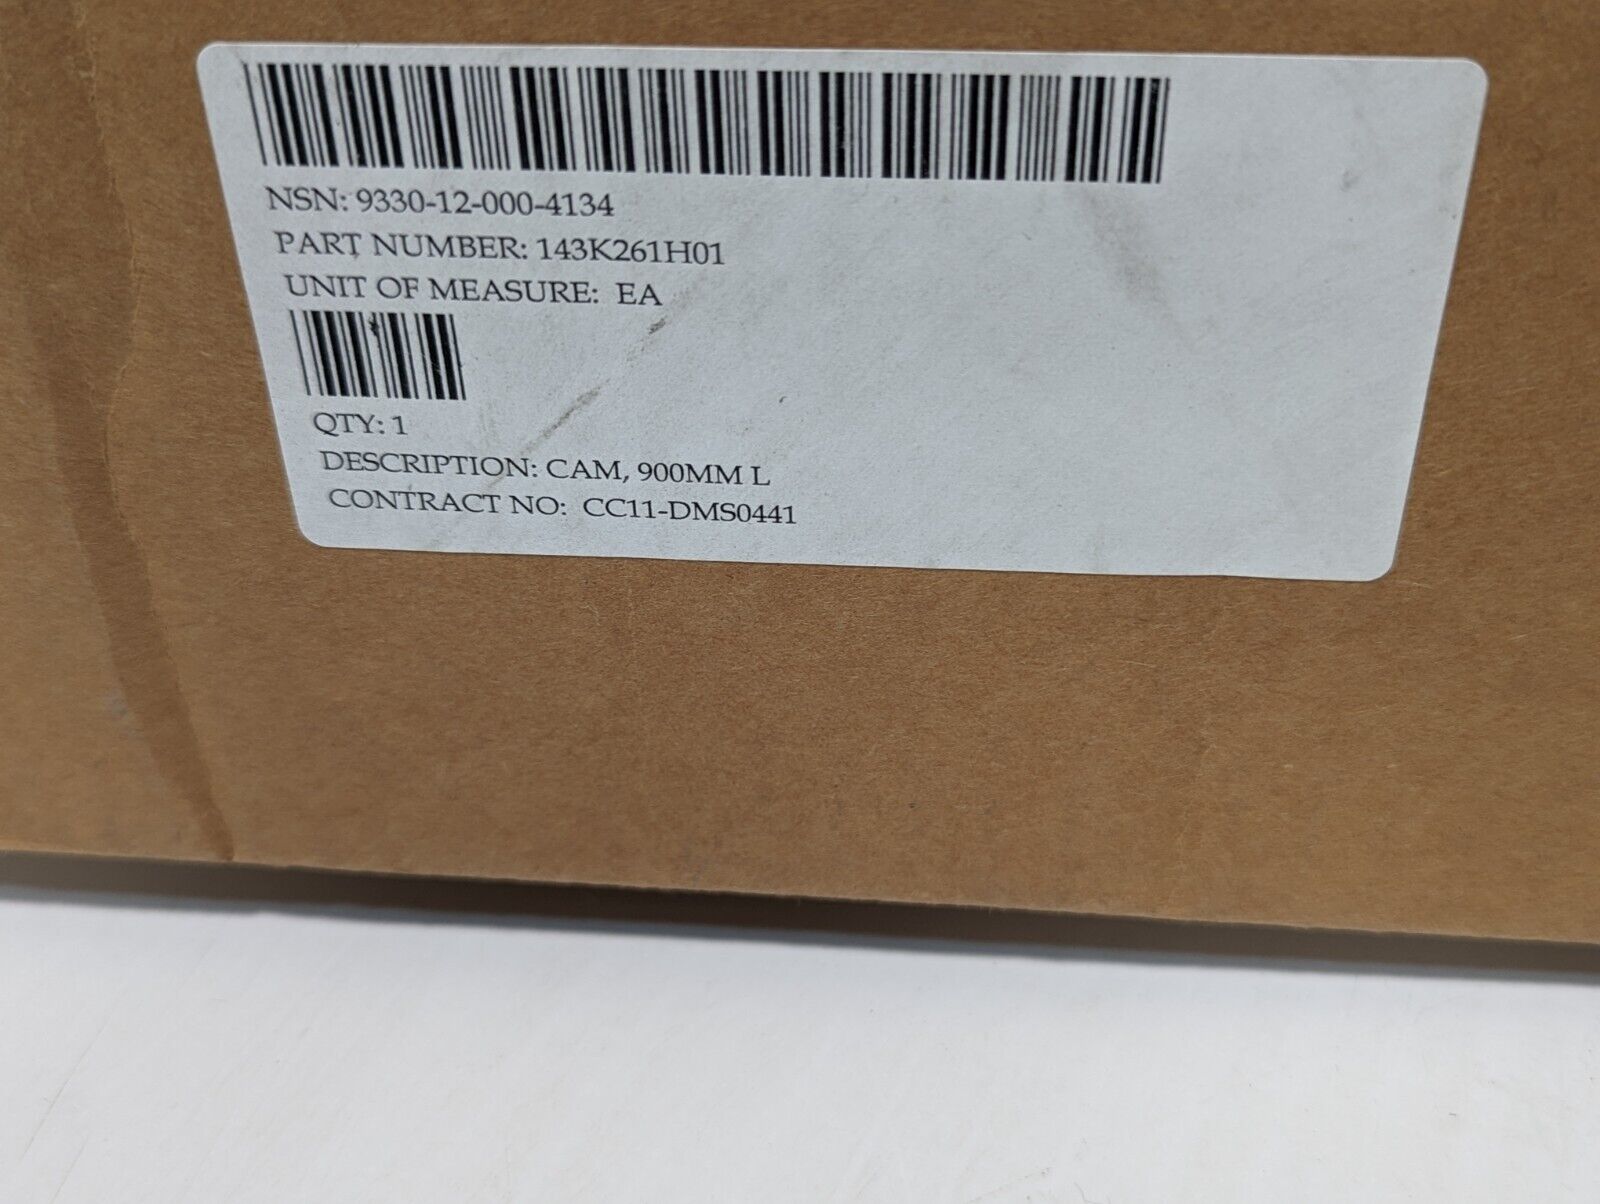 NSN: 9330-12-000-4134
PART NUMBER: 143K261H01
UNIT OF MEASURE: EA
QTY: 1
DESCRIPTION: CAM, 900MM L
CONTRACT NO: CC11-DMS0441